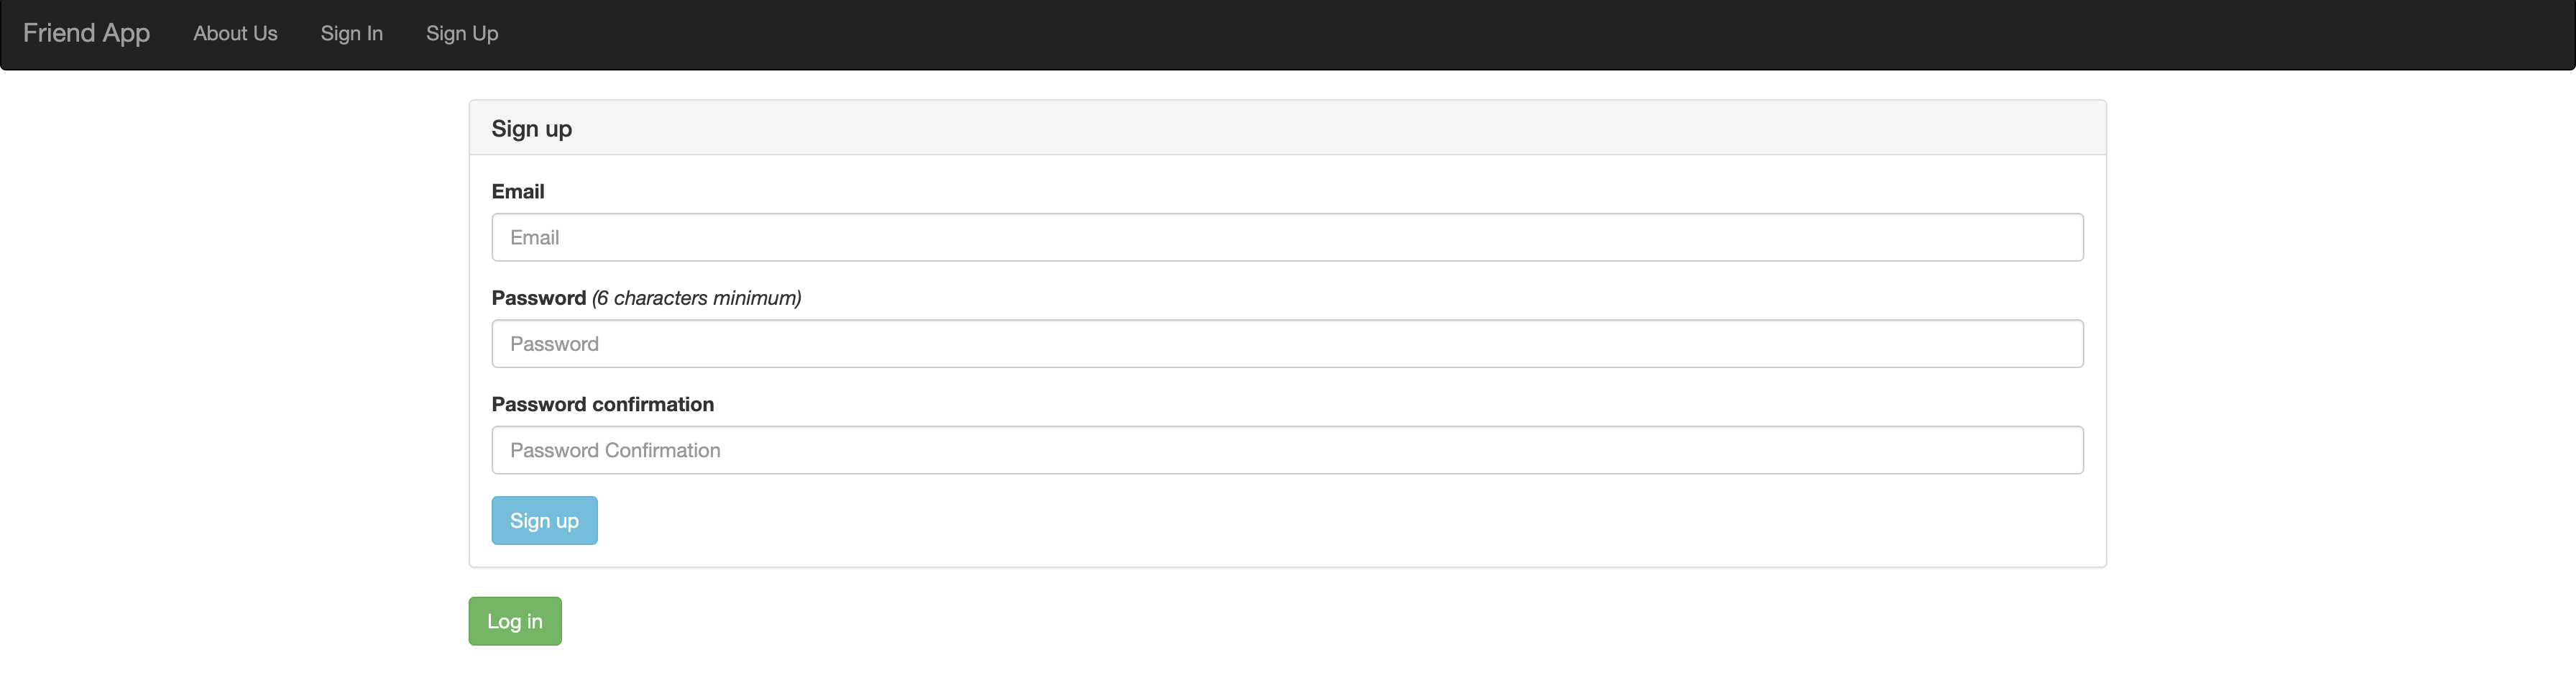 Friend App About Us Sign In Sign Up
Sign up
Email
Email
Password (6 characters minimum)
Password
Password confirmation
Password Confirmation
Sign up
Log in